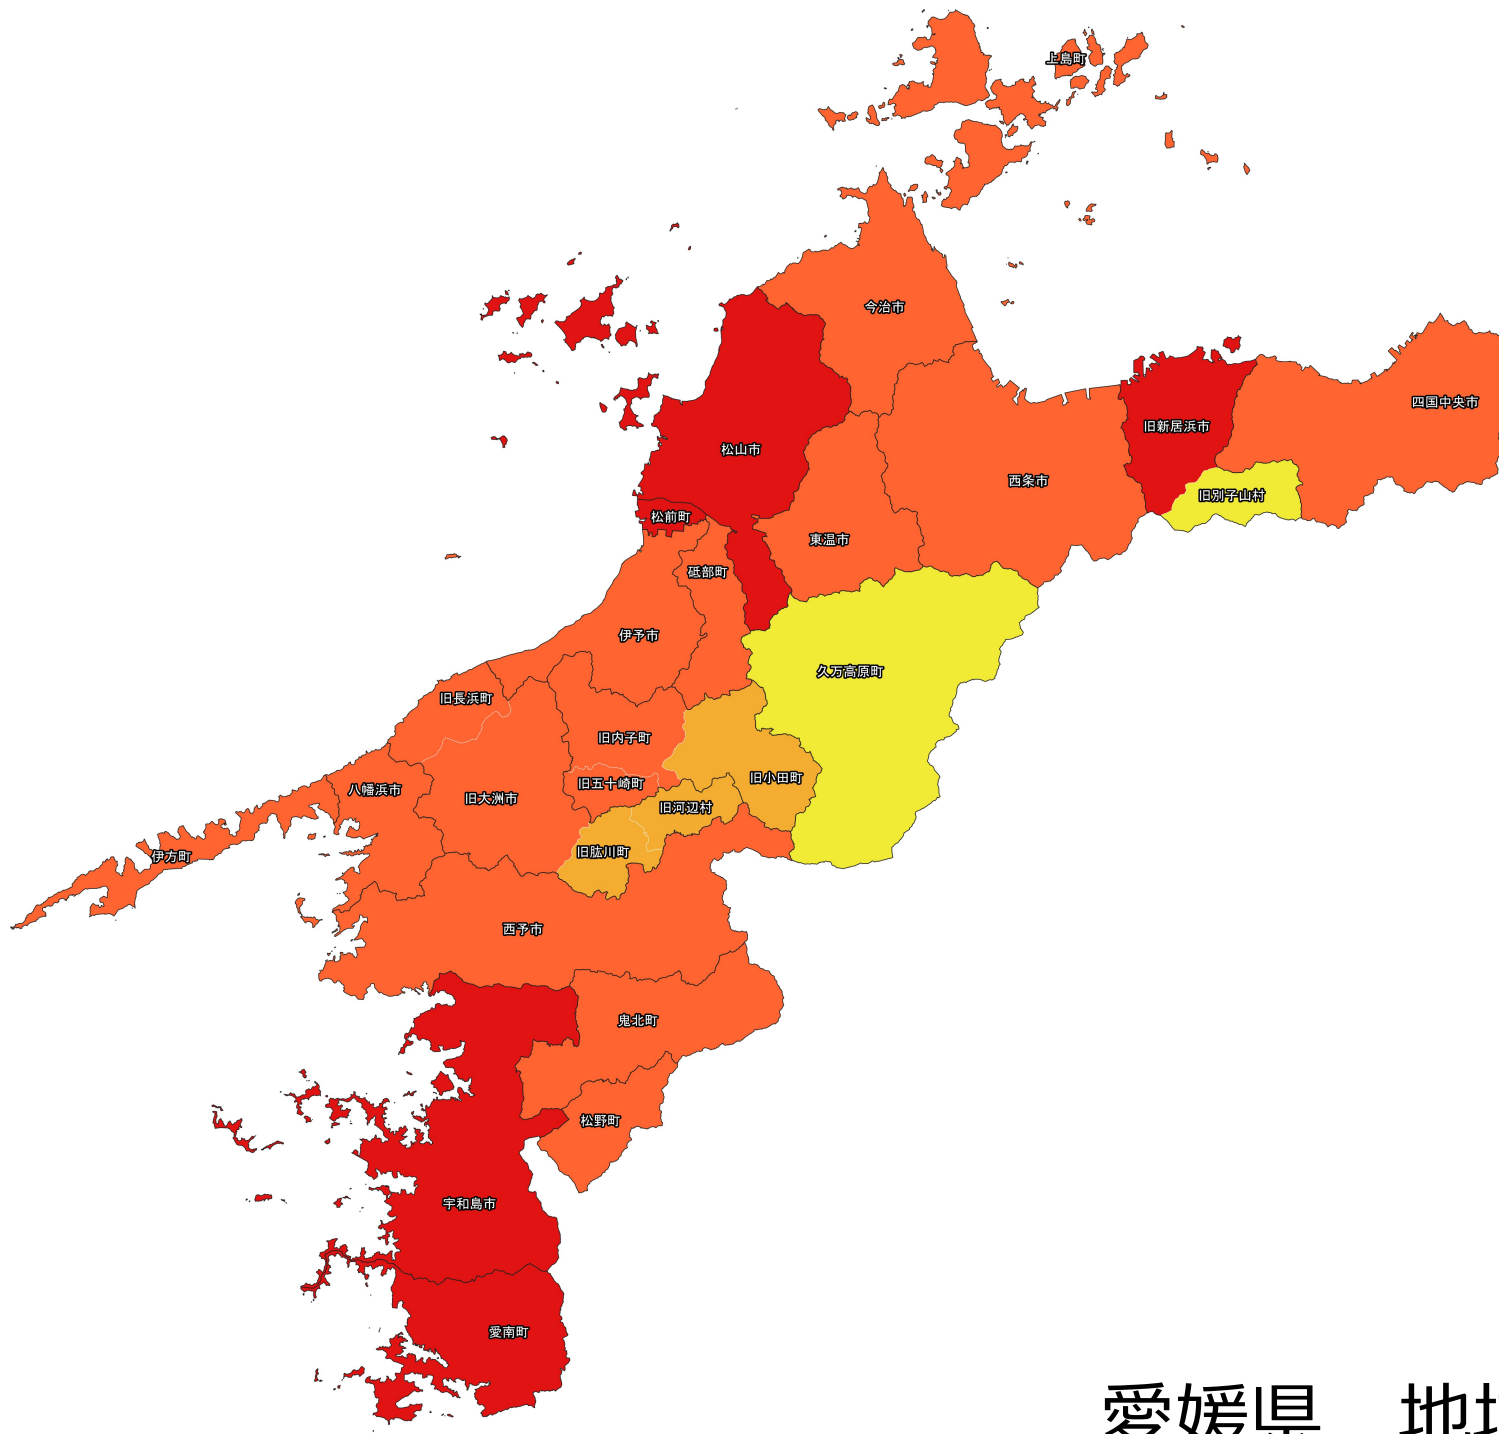 上島町
今治市
四国中央市
旧新居浜市
松山市
西条市
旧別子山村
松前町
東温市
砥部町
伊予市
久万高原町
旧長浜町
旧内子町
旧小田町
旧五十崎町
八幡浜市
旧大洲市
旧河辺村
旧肱川町
伊方町
西予市
鬼北町
松野町
宇和島市
愛南町
愛媛県　地